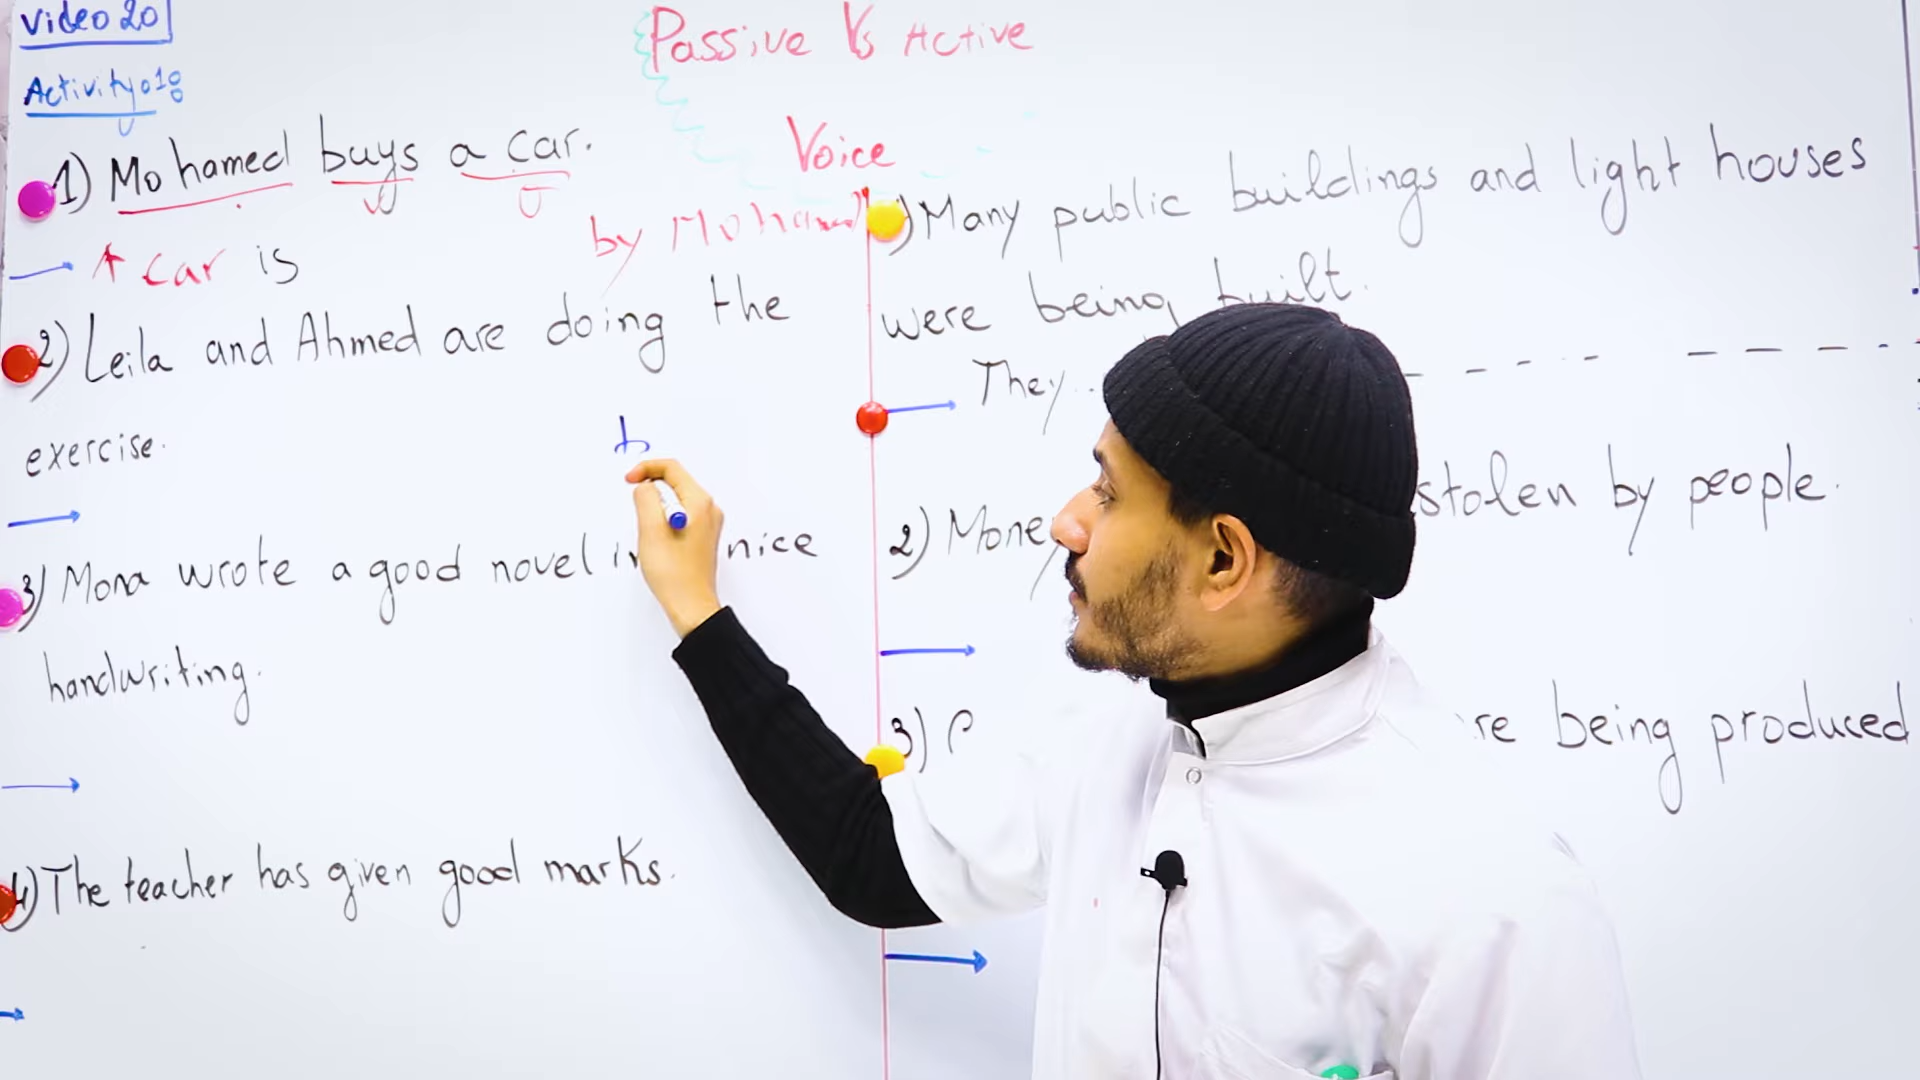 Video 20
Activity 01:
Passive Vs Active
Voice
1) Mohamed buys a car.
A car is by Mohamed
2) Leila and Ahmed are doing the
exercise.
b
3) Mona wrote a good novel in nice
handwriting.
4) The teacher has given good marks.
1) Many public buildings and light houses
were being built.
They
2) Money stolen by people.
3) being produced